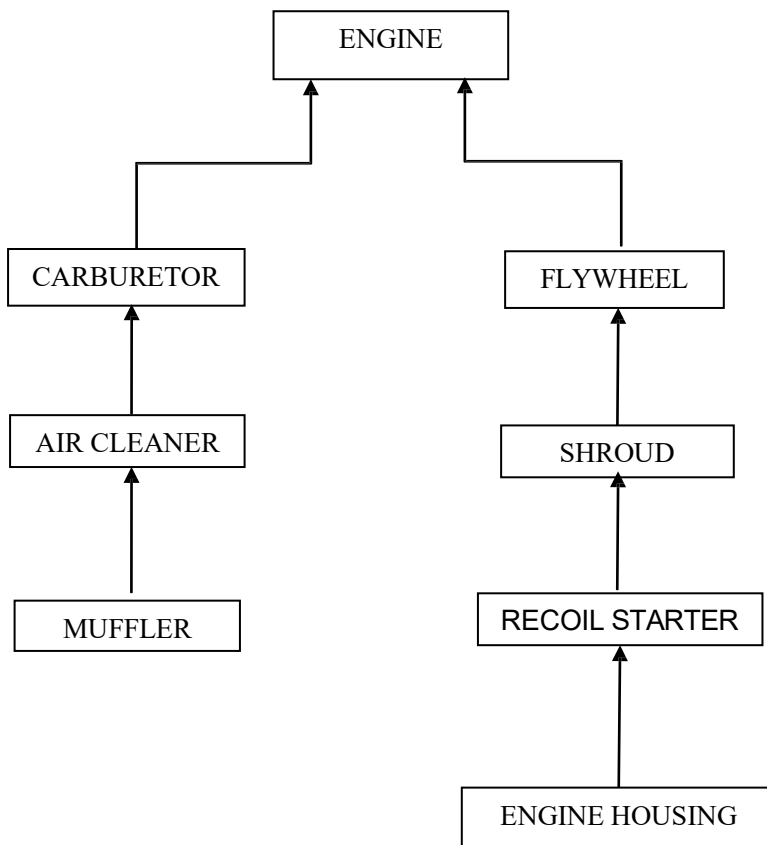 ENGINE
CARBURETOR
FLYWHEEL
AIR CLEANER
SHROUD
MUFFLER
RECOIL STARTER
ENGINE HOUSING